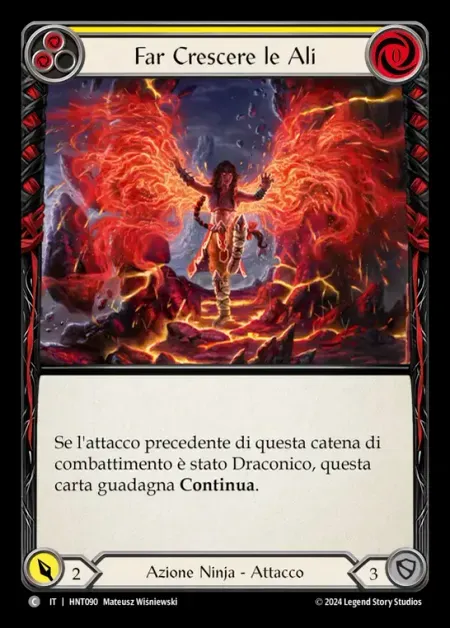 Far Crescere le Ali
0
Se l'attacco precedente di questa catena di
combattimento è stato Draconico, questa
carta guadagna Continua.
2
Azione Ninja - Attacco
3
C IT | HNT090 Mateusz Wiśniewski
© 2024 Legend Story Studios